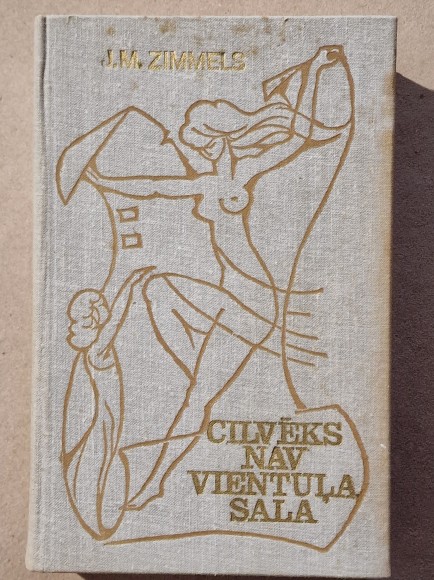 J.M. ZIMMELS
CILVĒKS
NAV
VIENTUĻA
SALA